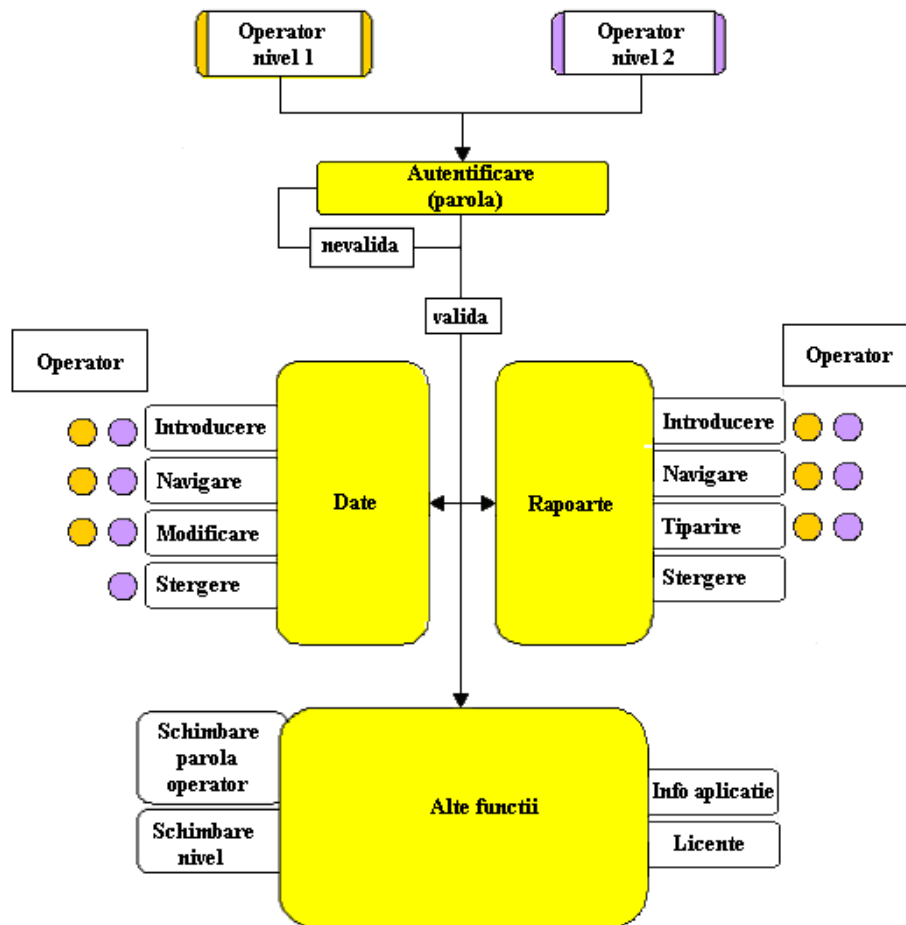 Operator
nivel 1
Operator
nivel 2
Autentificare
(parola)
nevalida
valida
Operator
Operator
Introducere
Navigare
Modificare
Stergere
Date
Rapoarte
Introducere
Navigare
Tiparire
Stergere
Schimbare
parola
operator
Schimbare
nivel
Alte functii
Info aplicatie
Licente